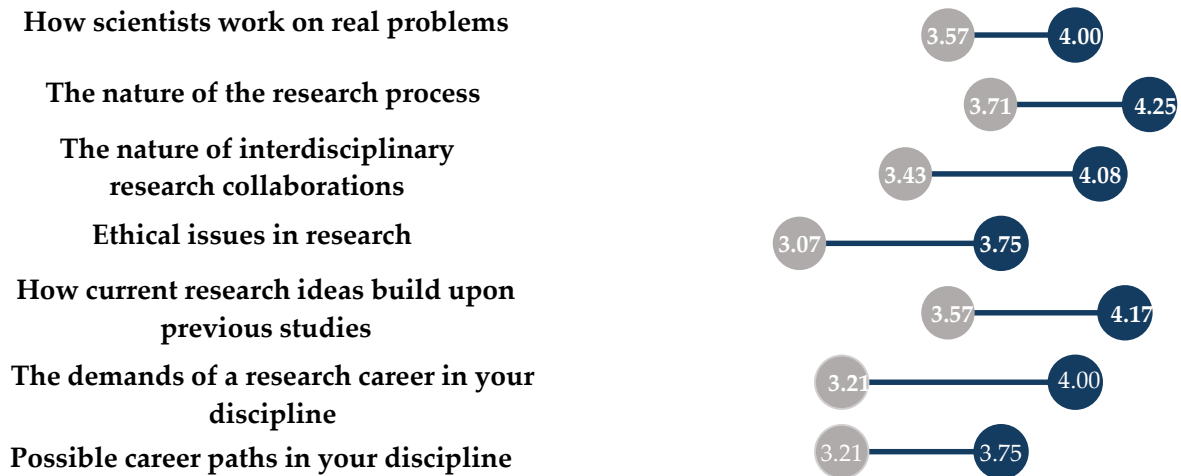 How scientists work on real problems
3.57
4.00
The nature of the research process
3.71
4.25
The nature of interdisciplinary
research collaborations
3.43
4.08
Ethical issues in research
3.07
3.75
How current research ideas build upon
previous studies
3.57
4.17
The demands of a research career in your
discipline
3.21
4.00
Possible career paths in your discipline
3.21
3.75